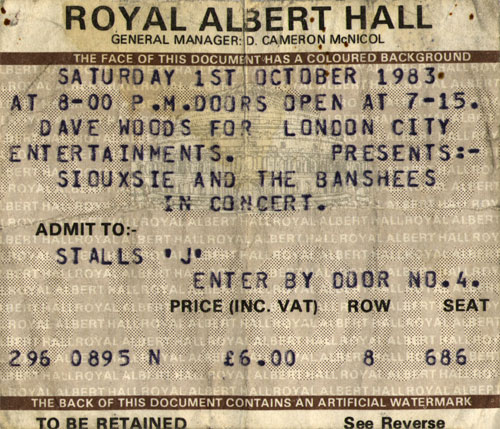 ROYAL ALBERT HALL
GENERAL MANAGER: D. CAMERON McNICOL
THE FACE OF THIS DOCUMENT HAS A COLOURED BACKGROUND
SATURDAY 1ST OCTOBER 1983
AT 8-00 P.M.DOORS OPEN AT 7-15.
DAVE WOODS FOR LONDON CITY
ENTERTAINMENTS. PRESENTS:-
SIOUXSIE AND THE BANSHEES
IN CONCERT.
ADMIT TO:-
STALLS 'J'
ENTER BY DOOR NO.4.
PRICE (INC. VAT) ROW SEAT
296 0895 N £6.00 8 686
THE BACK OF THIS DOCUMENT CONTAINS AN ARTIFICIAL WATERMARK
TO BE RETAINED See Reverse